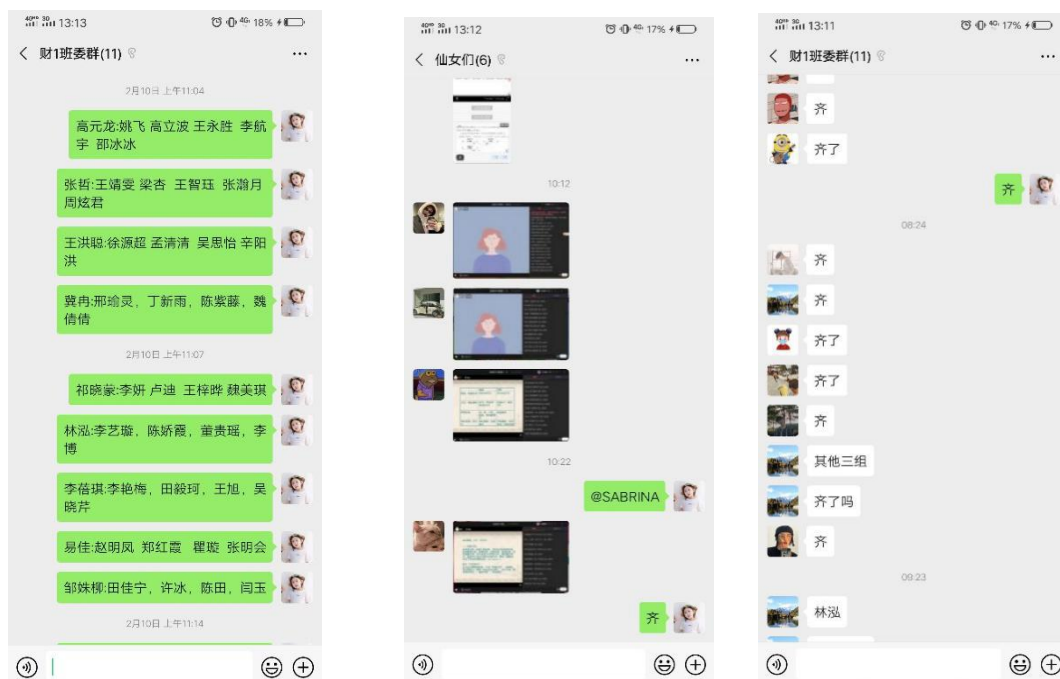 13:13
18%
财1班委群(11)
2月10日 上午11:04
高元龙:姚飞 高立波 王永胜 李航
宇 邵冰冰
张哲:王靖雯 梁杏 王智珏 张瀚月
周炫君
王洪聪:徐源超 孟清清 吴思怡 辛阳
洪
冀冉:邢瑜灵，丁新雨，陈紫藤，魏
倩倩
2月10日 上午11:07
祁晓蒙:李妍 卢迪 王梓晔 魏美琪
林泓:李艺璇，陈娇霞，董贵瑶，李
博
李蓓琪:李艳梅，田毅珂，王旭，吴
晓芹
易佳:赵明凤 郑红霞 瞿璇 张明会
邹姝柳:田佳宁，许冰，陈田，闫玉
2月10日 上午11:14
13:12
4G 17%
仙女们(6)
10:12
10:22
@SABRINA
齐
13:11
4G 17%
财1班委群(11)
齐
齐了
齐
08:24
齐
齐
齐了
齐了
齐
其他三组
齐了吗
齐
09:23
林泓